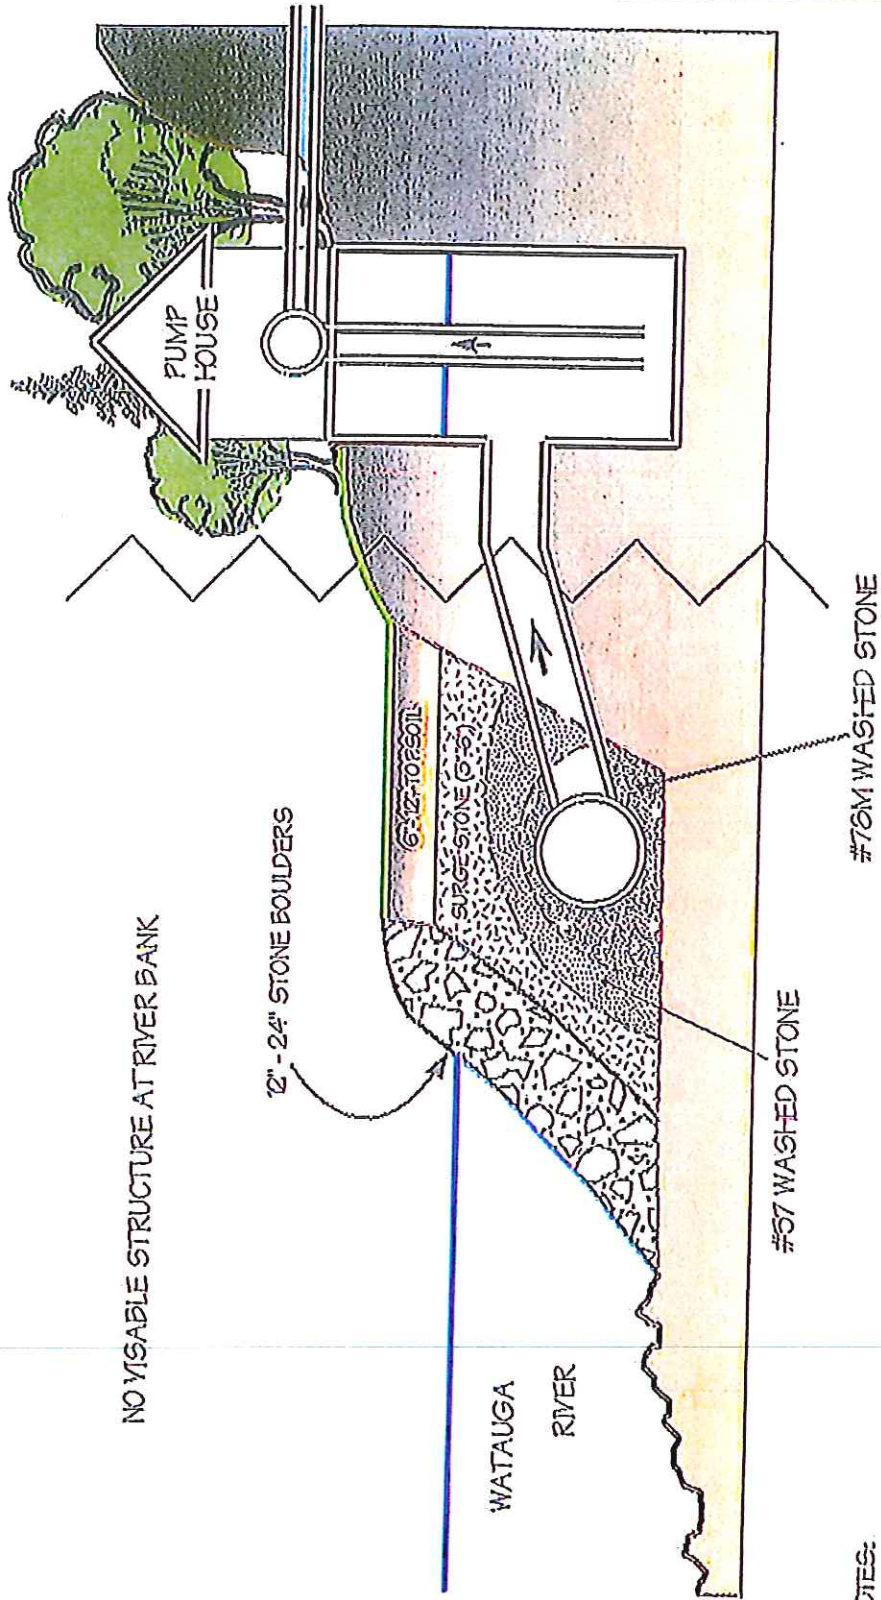 NO VISABLE STRUCTURE AT RIVER BANK
12" - 24" STONE BOULDERS
PUMP
HOUSE
6"-12" TOPSOIL
SURGE STONE
WATAUGA
RIVER
#57 WASHED STONE
#78M WASHED STONE